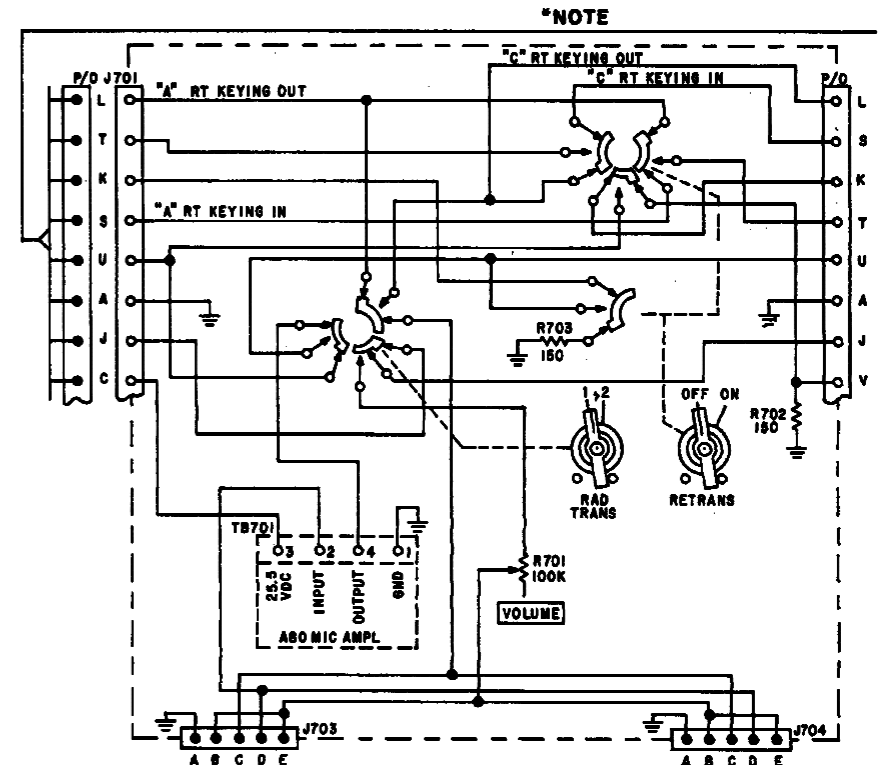 *NOTE
"C" RT KEYING OUT
P/O J701
"C" RT KEYING IN
P/O
L
"A" RT KEYING OUT
L
T
S
K
K
S
"A" RT KEYING IN
T
U
U
A
A
J
R703
150
J
C
V
1 2
OFF ON
R702
150
RAD
TRANS
RETRANS
TB701
3 2 4 1
25.5
VDC
INPUT
OUTPUT
GND
R701
100K
VOLUME
A60 MIC AMPL
J703
J704
A B C D E
A B C D E